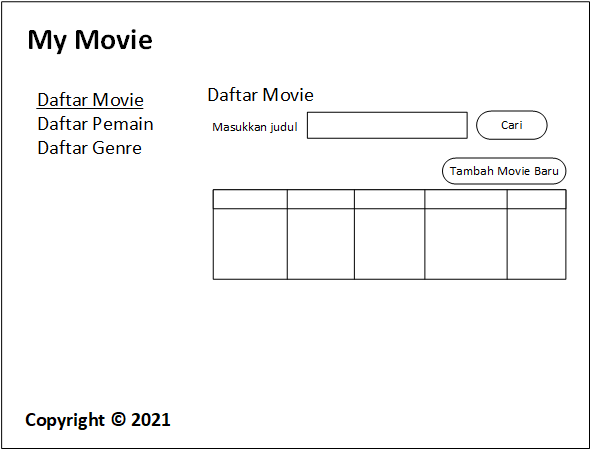 My Movie
Daftar Movie
Daftar Pemain
Daftar Genre
Daftar Movie
Masukkan judul
Cari
Tambah Movie Baru
Copyright © 2021